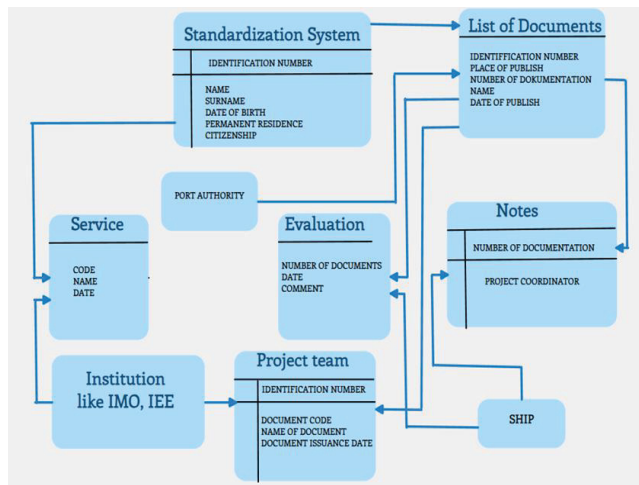 Standardization System
IDENTIFICATION NUMBER
NAME
SURNAME
DATE OF BIRTH
PERMANENT RESIDENCE
CITIZENSHIP
List of Documents
IDENTIFFICATION NUMBER
PLACE OF PUBLISH
NUMBER OF DOKUMENTATION
NAME
DATE OF PUBLISH
PORT AUTHORITY
Service
CODE
NAME
DATE
Evaluation
NUMBER OF DOCUMENTS
DATE
COMMENT
Notes
NUMBER OF DOCUMENTATION
PROJECT COORDINATOR
Institution
like IMO, IEE
Project team
IDENTIFICATION NUMBER
DOCUMENT CODE
NAME OF DOCUMENT
DOCUMENT ISSUANCE DATE
SHIP